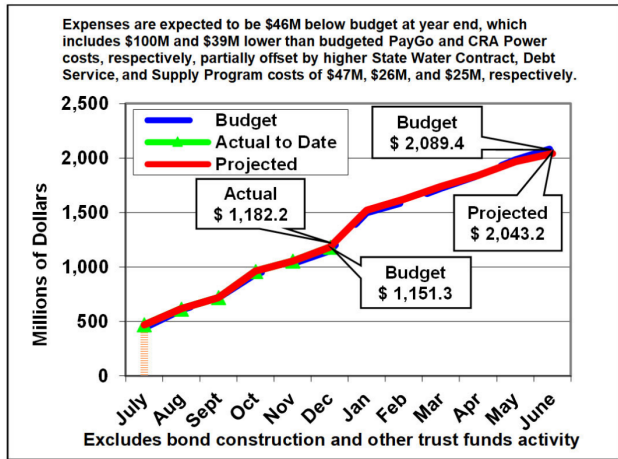 Expenses are expected to be $46M below budget at year end, which
includes $100M and $39M lower than budgeted PayGo and CRA Power
costs, respectively, partially offset by higher State Water Contract, Debt
Service, and Supply Program costs of $47M, $26M, and $25M, respectively.
2,500
2,000
1,500
1,000
500
0
Millions of Dollars
Budget
Actual to Date
Projected
Budget
$ 2,089.4
Actual
$ 1,182.2
Projected
$ 2,043.2
Budget
$ 1,151.3
July
Aug
Sept
Oct
Nov
Dec
Jan
Feb
Mar
Apr
May
June
Excludes bond construction and other trust funds activity